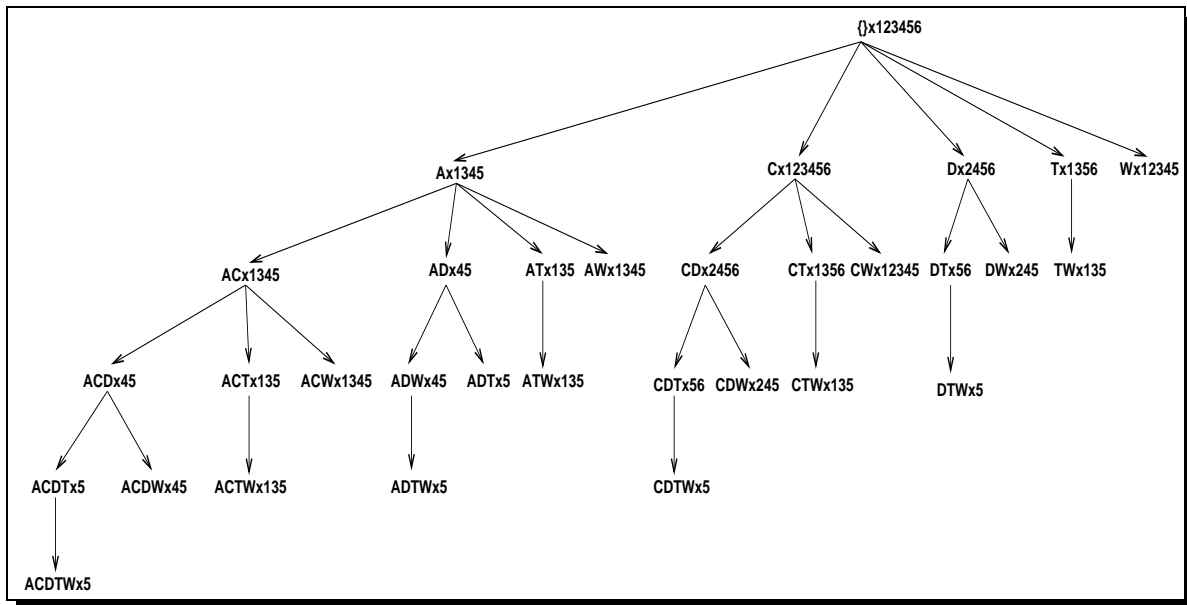 {}x123456
Ax1345 Cx123456 Dx2456 Tx1356 Wx12345
ACx1345 ADx45 ATx135 AWx1345 CDx2456 CTx1356 CWx12345 DTx56 DWx245 TWx135
ACDx45 ACTx135 ACWx1345 ADWx45 ADTx5 ATWx135 CDTx56 CDWx245 CTWx135 DTWx5
ACDTx5 ACDWx45 ACTWx135 ADTWx5 CDTWx5
ACDTWx5